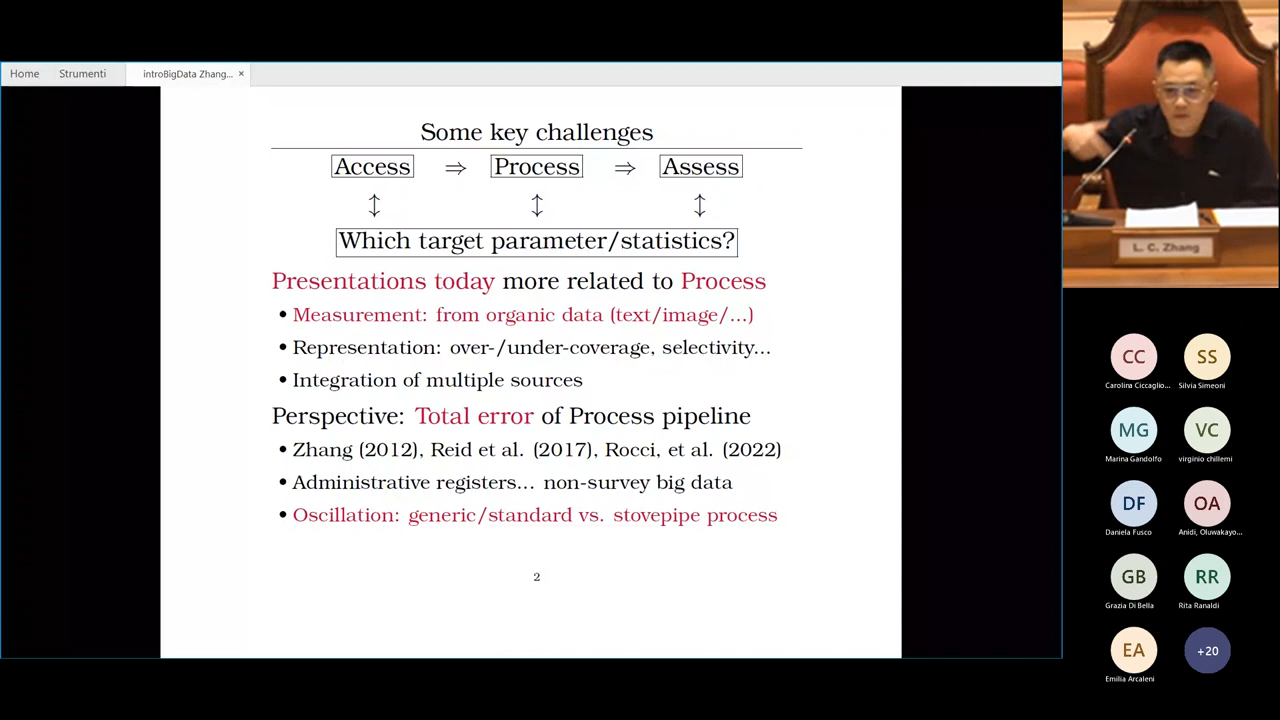 Home Strumenti introBigData Zhang... ×
Some key challenges
Access ⇒ Process ⇒ Assess
↕ ↕ ↕
Which target parameter/statistics?
Presentations today more related to Process
• Measurement: from organic data (text/image/...)
• Representation: over-/under-coverage, selectivity...
• Integration of multiple sources
Perspective: Total error of Process pipeline
• Zhang (2012), Reid et al. (2017), Rocci, et al. (2022)
• Administrative registers... non-survey big data
• Oscillation: generic/standard vs. stovepipe process
2
L. C. Zhang
CC SS
Carolina Ciccaglio... Silvia Simeoni
MG VC
Marina Gandolfo virginio chillemi
DF OA
Daniela Fusco Anidi, Oluwakayo...
GB RR
Grazia Di Bella Rita Ranaldi
EA +20
Emilia Arcaleni